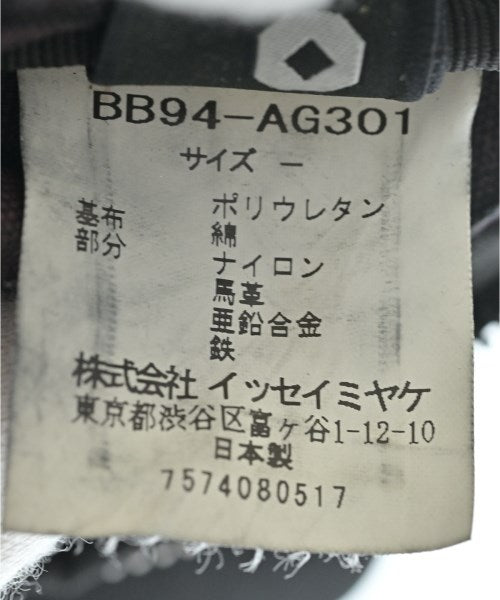 BB94-AG301
サイズ -
基布 ポリウレタン
部分 綿
ナイロン
馬革
亜鉛合金
鉄
株式会社 イッセイミヤケ
東京都渋谷区富ヶ谷1-12-10
日本製
7574080517